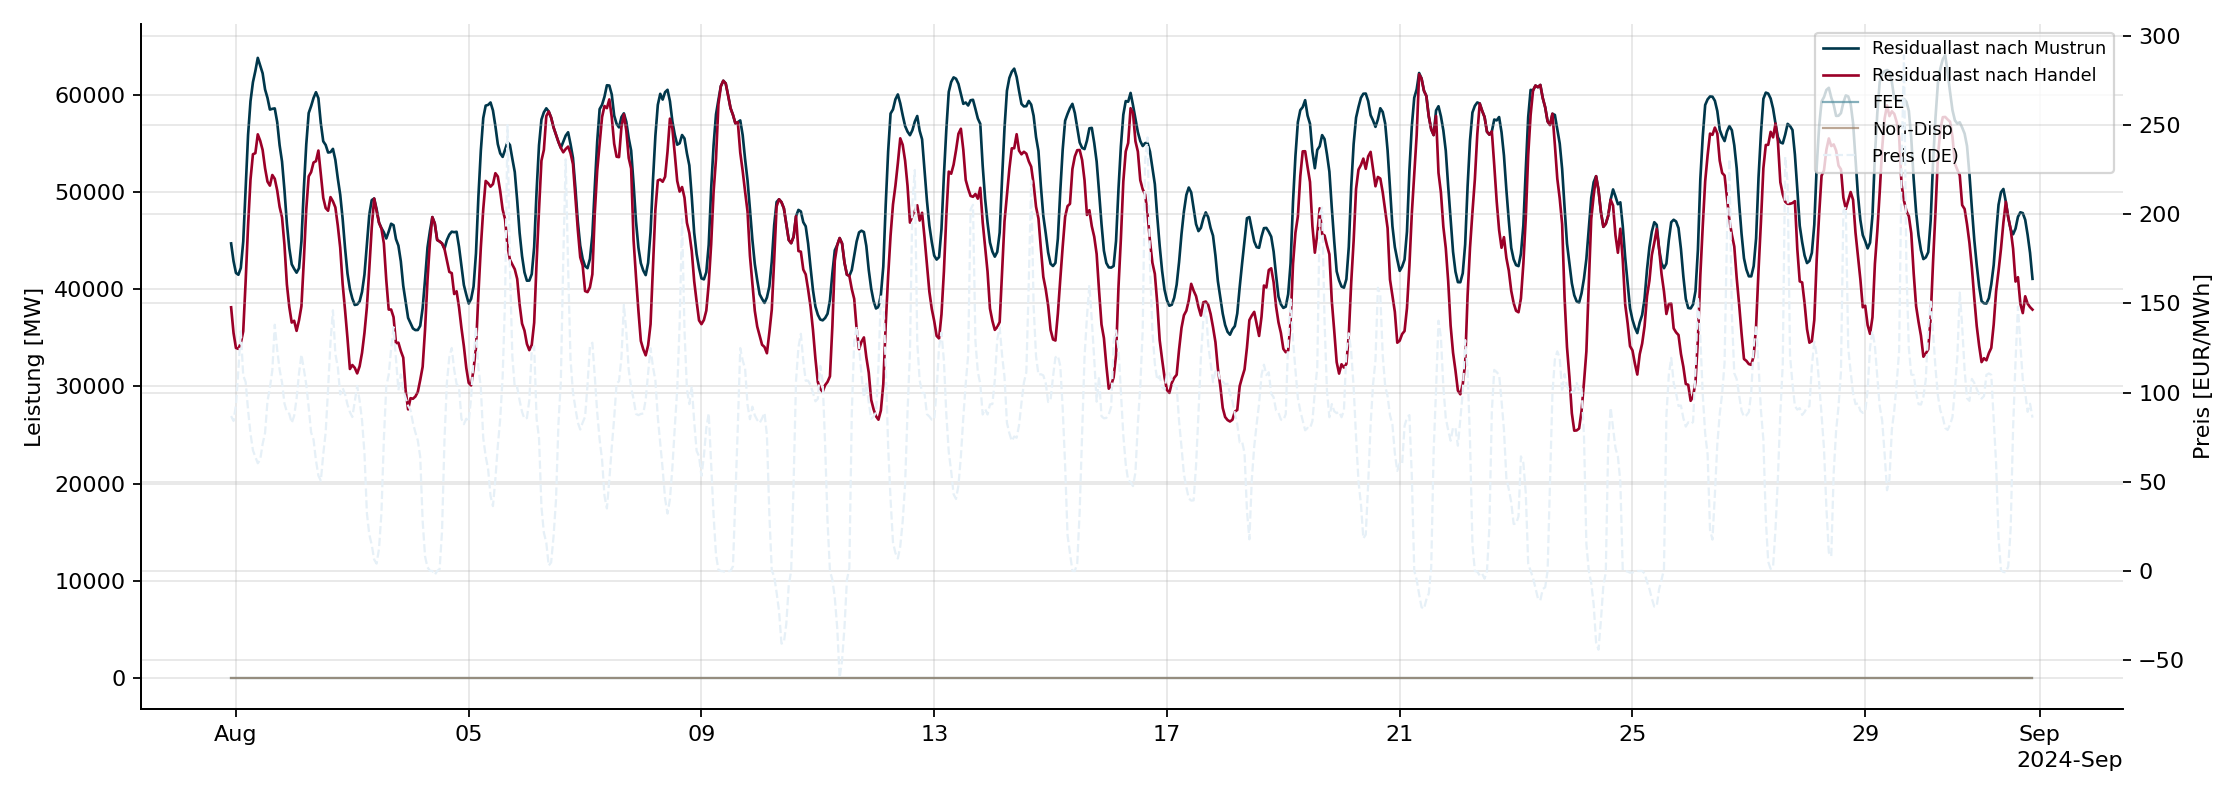 Leistung [MW]
60000
50000
40000
30000
20000
10000
0
Residuallast nach Mustrun
Residuallast nach Handel
FEE
Non-Disp
Preis (DE)
300
250
200
150
100
50
0
−50
Preis [EUR/MWh]
Aug 05 09 13 17 21 25 29 Sep
2024-Sep